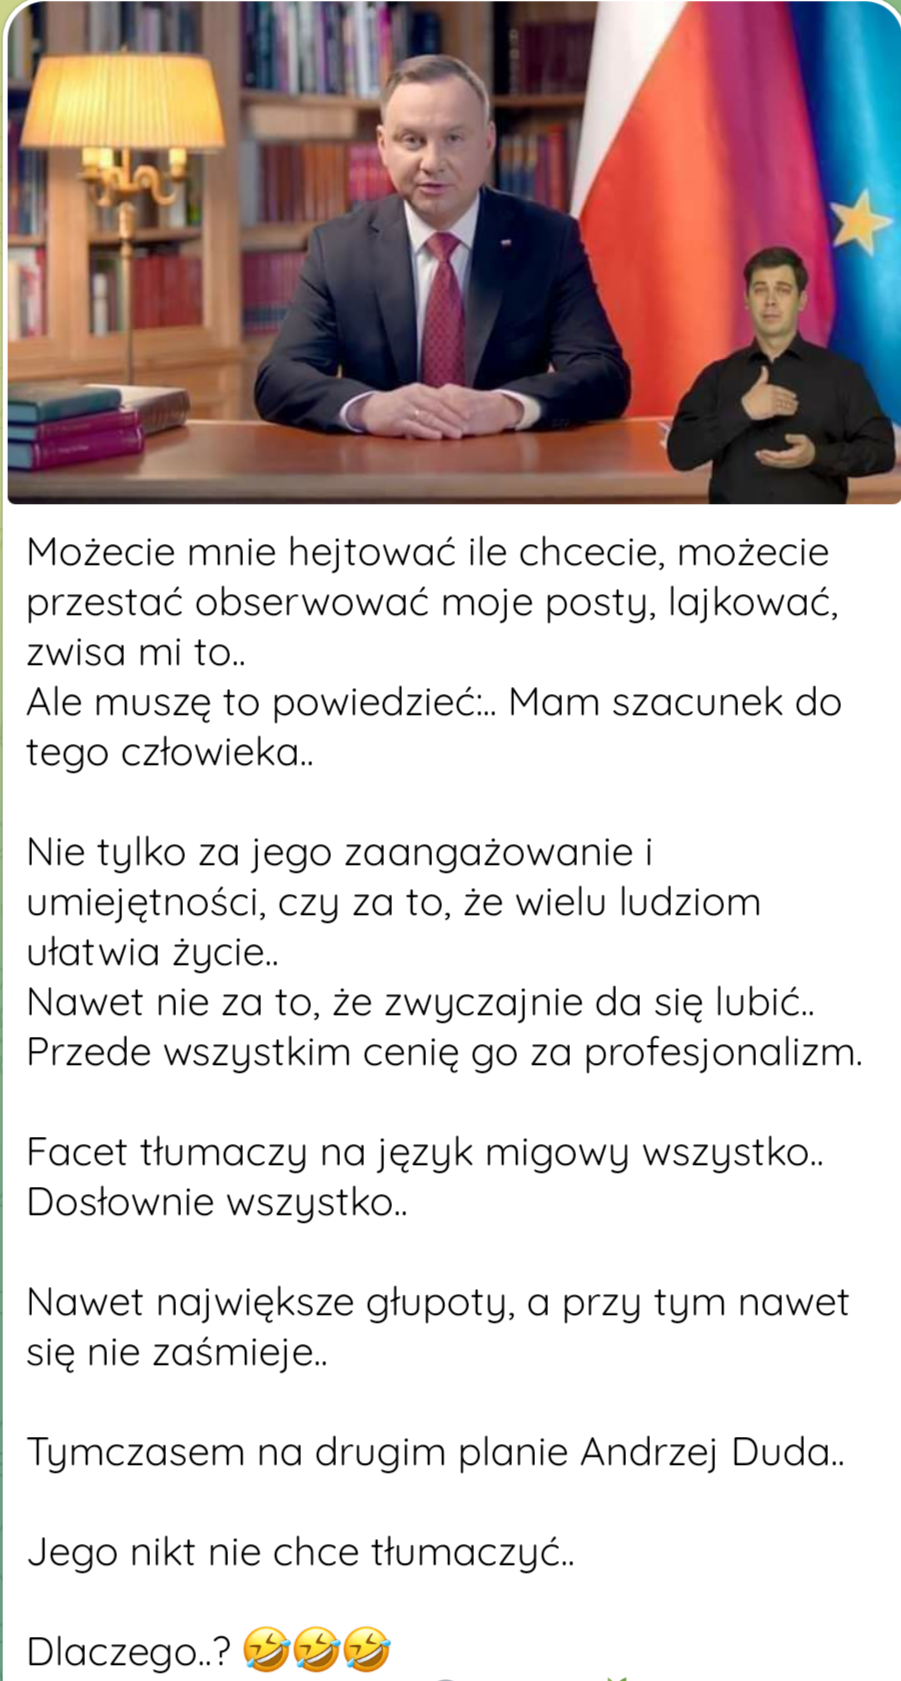 Możecie mnie hejtować ile chcecie, możecie
przestać obserwować moje posty, lajkować,
zwisa mi to..
Ale muszę to powiedzieć:.. Mam szacunek do
tego człowieka..
Nie tylko za jego zaangażowanie i
umiejętności, czy za to, że wielu ludziom
ułatwia życie..
Nawet nie za to, że zwyczajnie da się lubić..
Przede wszystkim cenię go za profesjonalizm.
Facet tłumaczy na język migowy wszystko..
Dosłownie wszystko..
Nawet największe głupoty, a przy tym nawet
się nie zaśmieje..
Tymczasem na drugim planie Andrzej Duda..
Jego nikt nie chce tłumaczyć..
Dlaczego..? 🤣🤣🤣